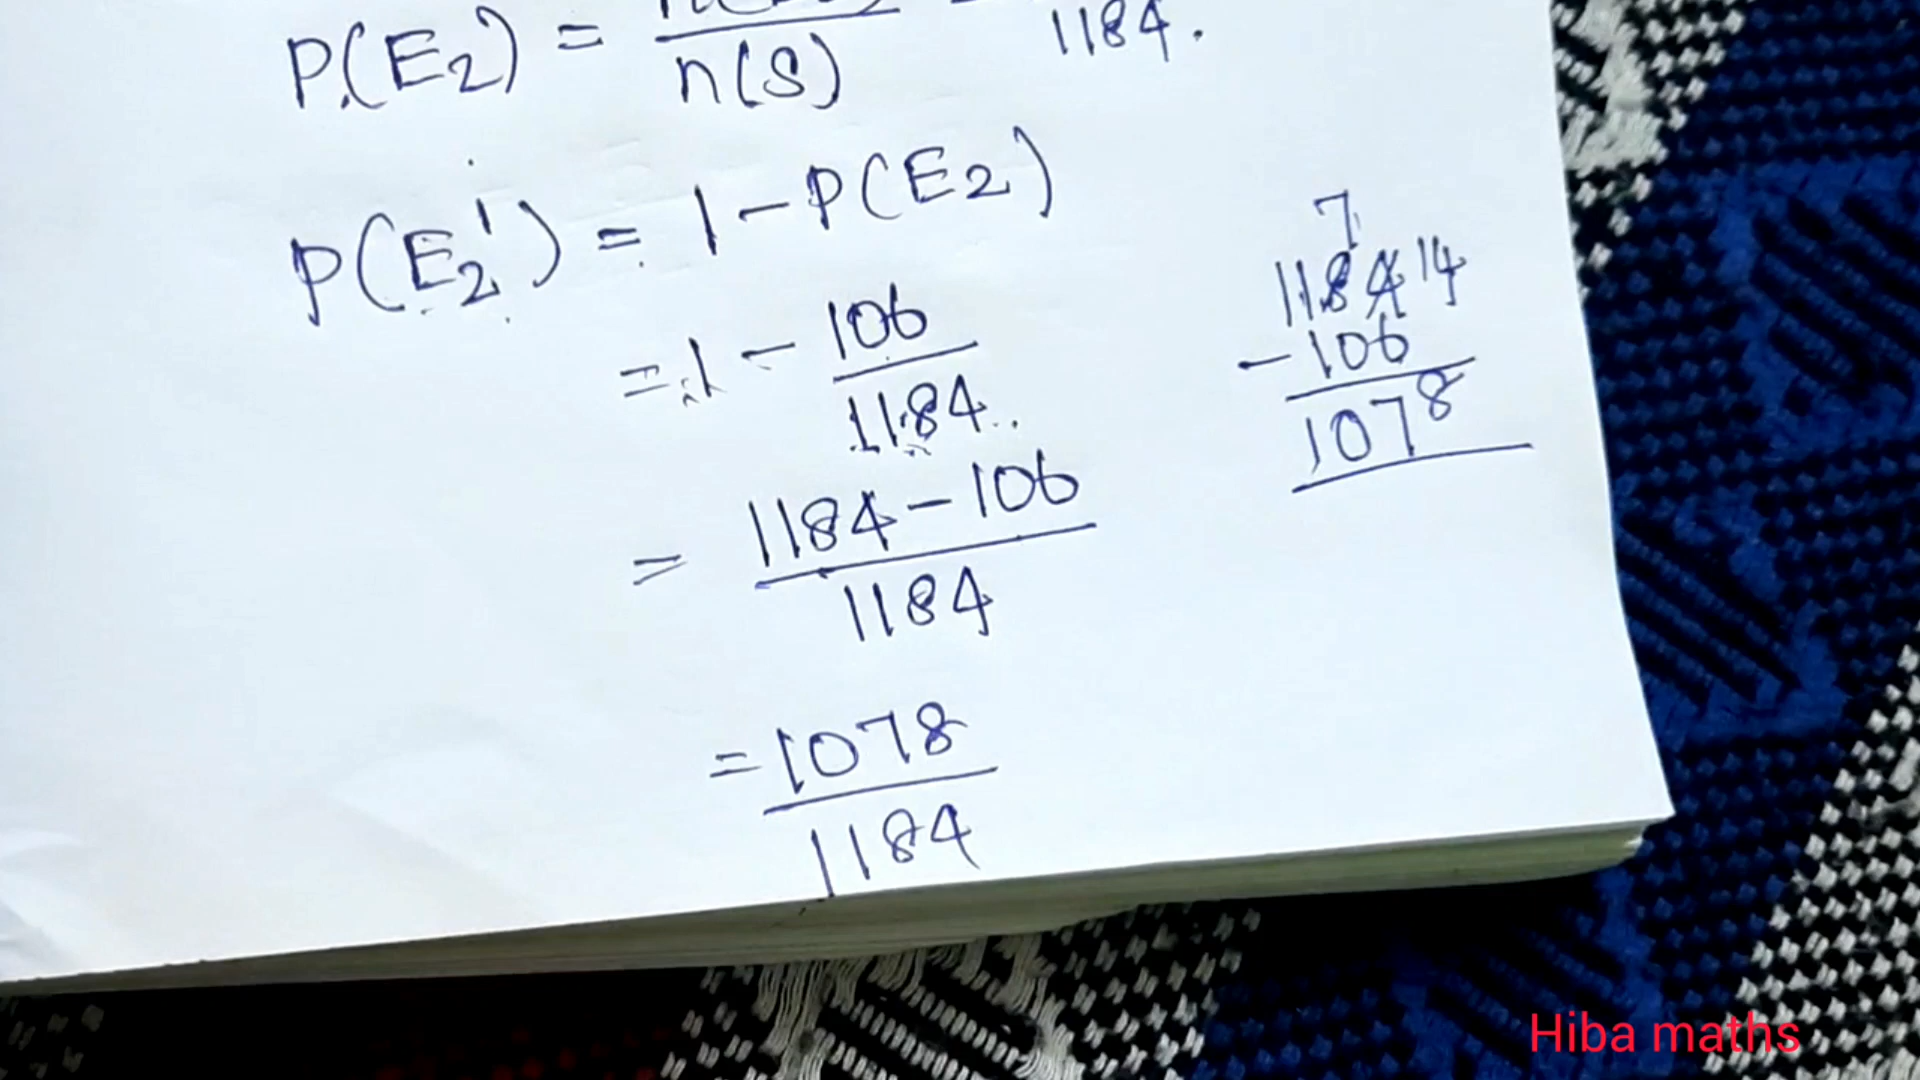 P(E₂) = n(S) 1184.
P(E₂') = 1 - P(E₂)
= 1 - 106/1184
= 1184 - 106/1184
= 1078/1184
7
1184 14
- 106
1078
Hiba maths